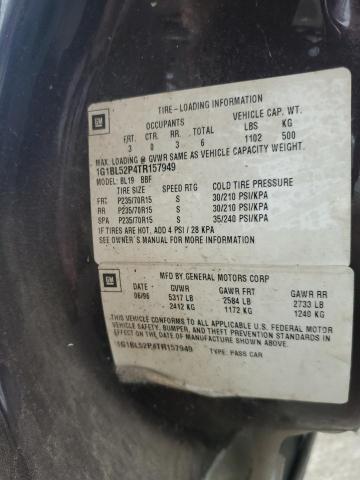 TIRE-LOADING INFORMATION
GM
OCCUPANTS VEHICLE CAP. WT.
FRT. CTR. RR. TOTAL LBS KG
3 0 3 6 1102 500
MAX. LOADING @ GVWR SAME AS VEHICLE CAPACITY WEIGHT.
1G1BL52P4TR157949
MODEL: BL19 BBF
TIRE SIZE SPEED RTG COLD TIRE PRESSURE
FRT P235/70R15 S 30/210 PSI/KPA
RR P235/70R15 S 30/210 PSI/KPA
SPA P235/70R15 S 35/240 PSI/KPA
IF TIRES ARE HOT, ADD 4 PSI / 28 KPA
SEE OWNER'S MANUAL FOR MORE INFORMATION.
GM
MFD BY GENERAL MOTORS CORP
DATE GVWR GAWR FRT GAWR RR
06/96 5317 LB 2584 LB 2733 LB
2412 KG 1172 KG 1240 KG
THIS VEHICLE CONFORMS TO ALL APPLICABLE U.S. FEDERAL MOTOR
VEHICLE SAFETY, BUMPER, AND THEFT PREVENTION STANDARDS IN
EFFECT ON THE DATE OF MANUFACTURE SHOWN ABOVE.
1G1BL52P4TR157949 TYPE: PASS CAR